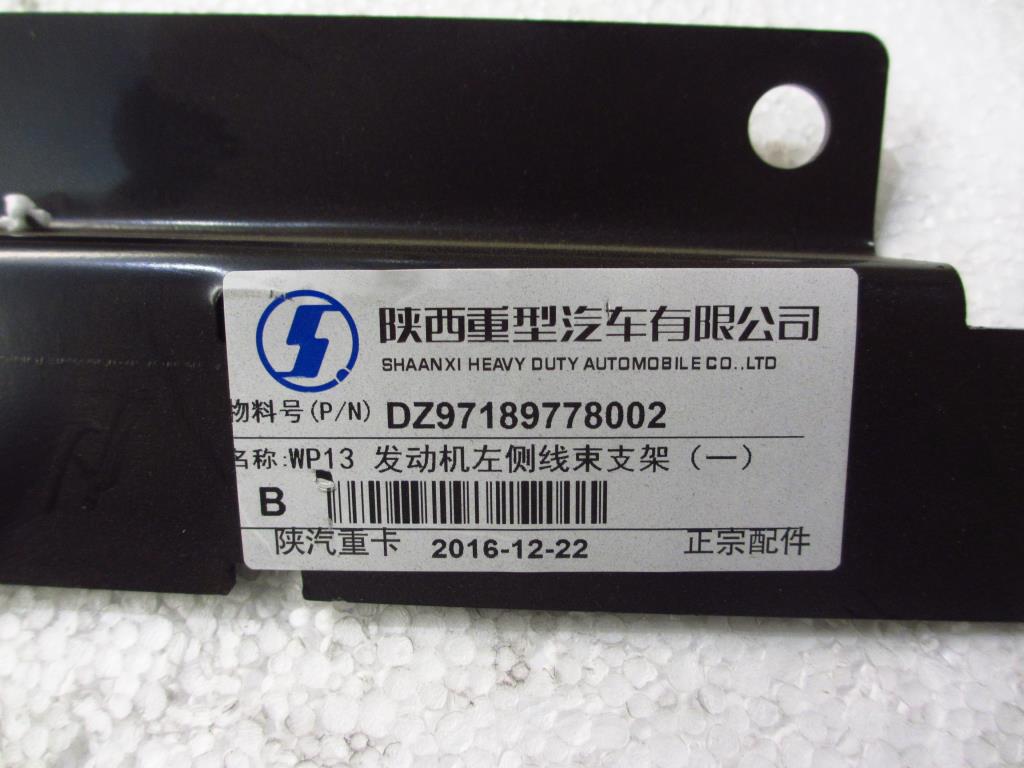 陕西重型汽车有限公司
SHAANXI HEAVY DUTY AUTOMOBILE CO.,LTD
物料号(P/N) DZ97189778002
名称:WP13 发动机左侧线束支架（一）
B
陕汽重卡 2016-12-22 正宗配件